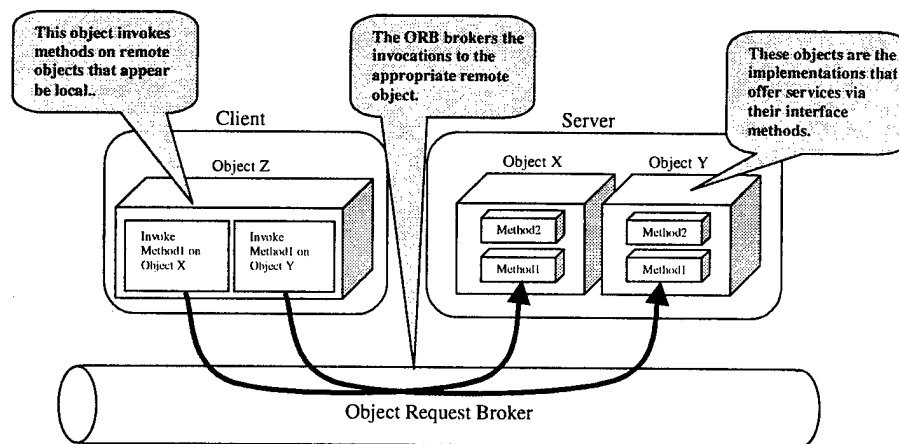 This object invokes
methods on remote
objects that appear
be local..
The ORB brokers the
invocations to the
appropriate remote
object.
These objects are the
implementations that
offer services via
their interface
methods.
Client
Server
Object Z
Object X
Object Y
Invoke
Method1 on
Object X
Invoke
Method1 on
Object Y
Method2
Method1
Method2
Method1
Object Request Broker